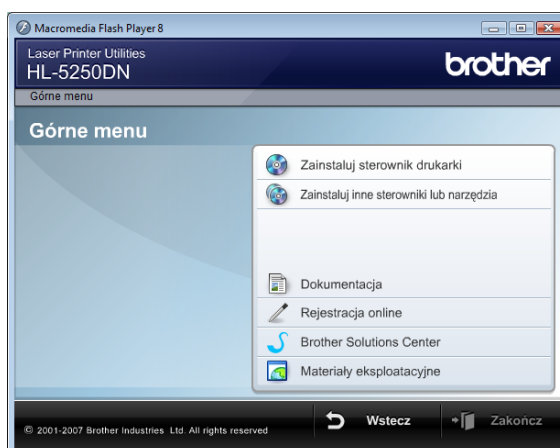 Macromedia Flash Player 8
Laser Printer Utilities
HL-5250DN
brother
Górne menu
Górne menu
Zainstaluj sterownik drukarki
Zainstaluj inne sterowniki lub narzędzia
Dokumentacja
Rejestracja online
Brother Solutions Center
Materiały eksploatacyjne
© 2001-2007 Brother Industries Ltd. All rights reserved
Wstecz
Zakończ